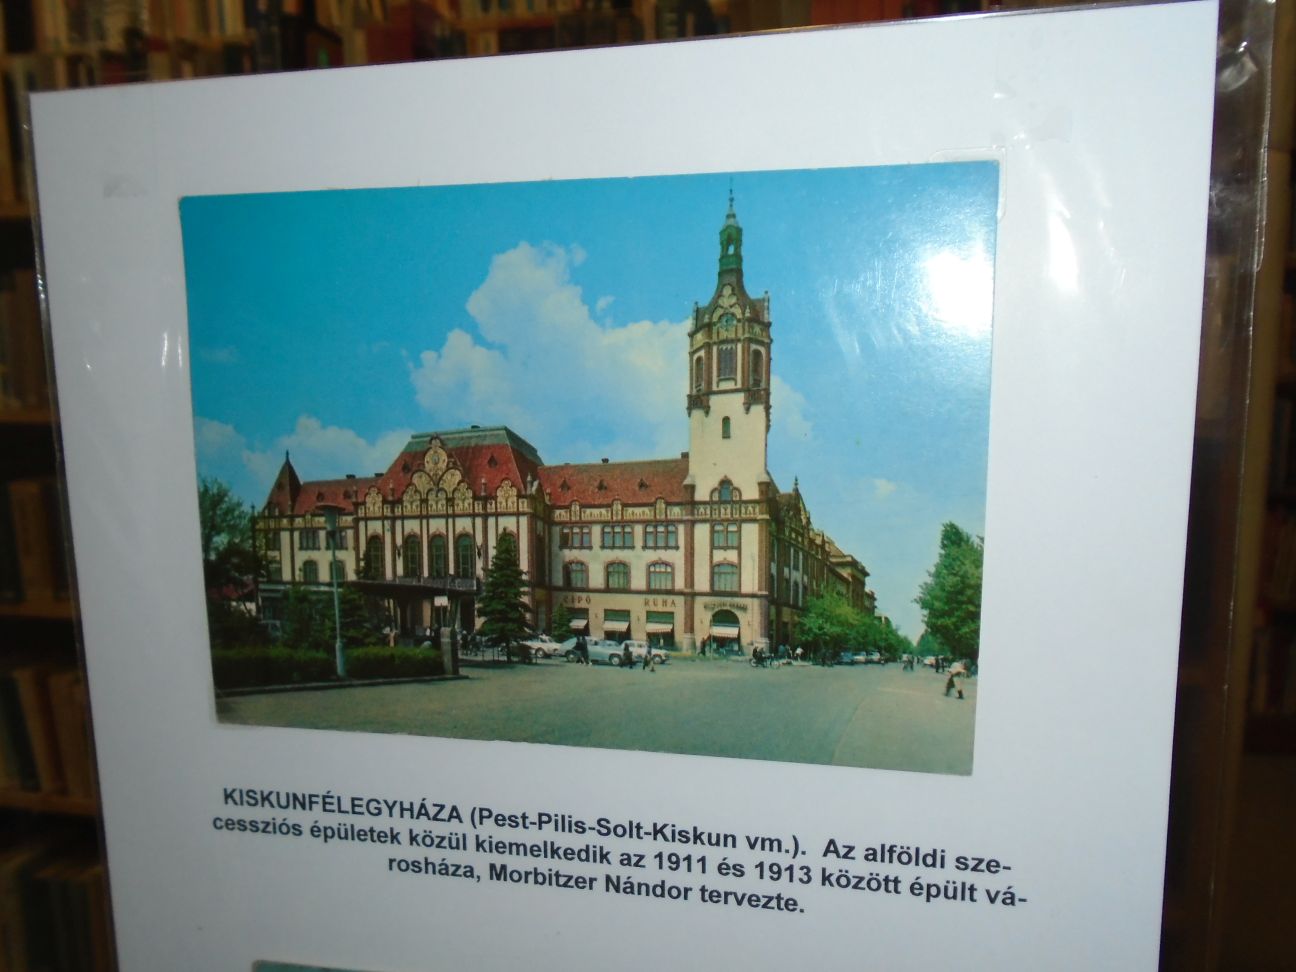 CIPŐ RUHA
KISKUNFÉLEGYHÁZA (Pest-Pilis-Solt-Kiskun vm.). Az alföldi sze-
cessziós épületek közül kiemelkedik az 1911 és 1913 között épült vá-
rosháza, Morbitzer Nándor tervezte.